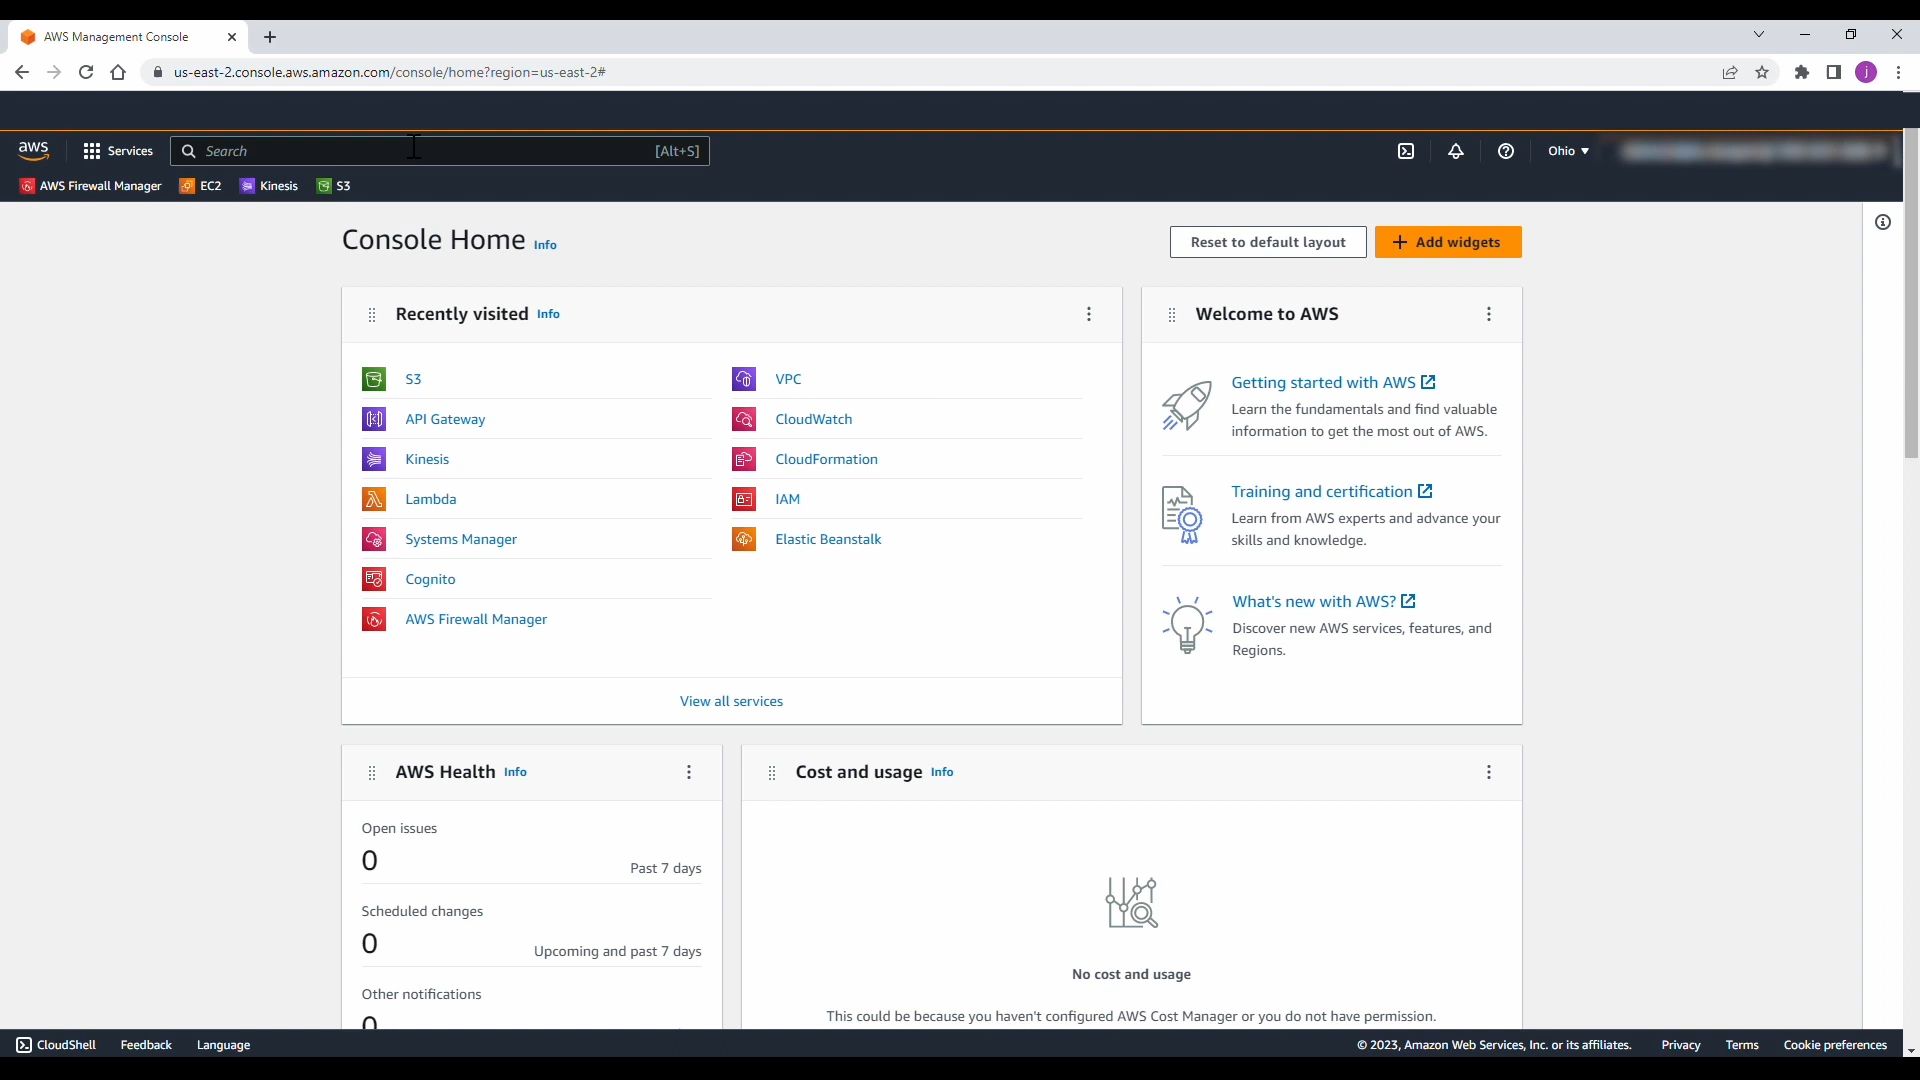 AWS Management Console
us-east-2.console.aws.amazon.com/console/home?region=us-east-2#
j
aws Services Search [Alt+S] Ohio
AWS Firewall Manager EC2 Kinesis S3
Console Home Info
Reset to default layout
Add widgets
Recently visited Info
S3
API Gateway
Kinesis
Lambda
Systems Manager
Cognito
AWS Firewall Manager
VPC
CloudWatch
CloudFormation
IAM
Elastic Beanstalk
View all services
Welcome to AWS
Getting started with AWS
Learn the fundamentals and find valuable
information to get the most out of AWS.
Training and certification
Learn from AWS experts and advance your
skills and knowledge.
What's new with AWS?
Discover new AWS services, features, and
Regions.
AWS Health Info
Open issues
0
Past 7 days
Scheduled changes
0
Upcoming and past 7 days
Other notifications
0
Cost and usage Info
No cost and usage
This could be because you haven't configured AWS Cost Manager or you do not have permission.
CloudShell Feedback Language
© 2023, Amazon Web Services, Inc. or its affiliates. Privacy Terms Cookie preferences